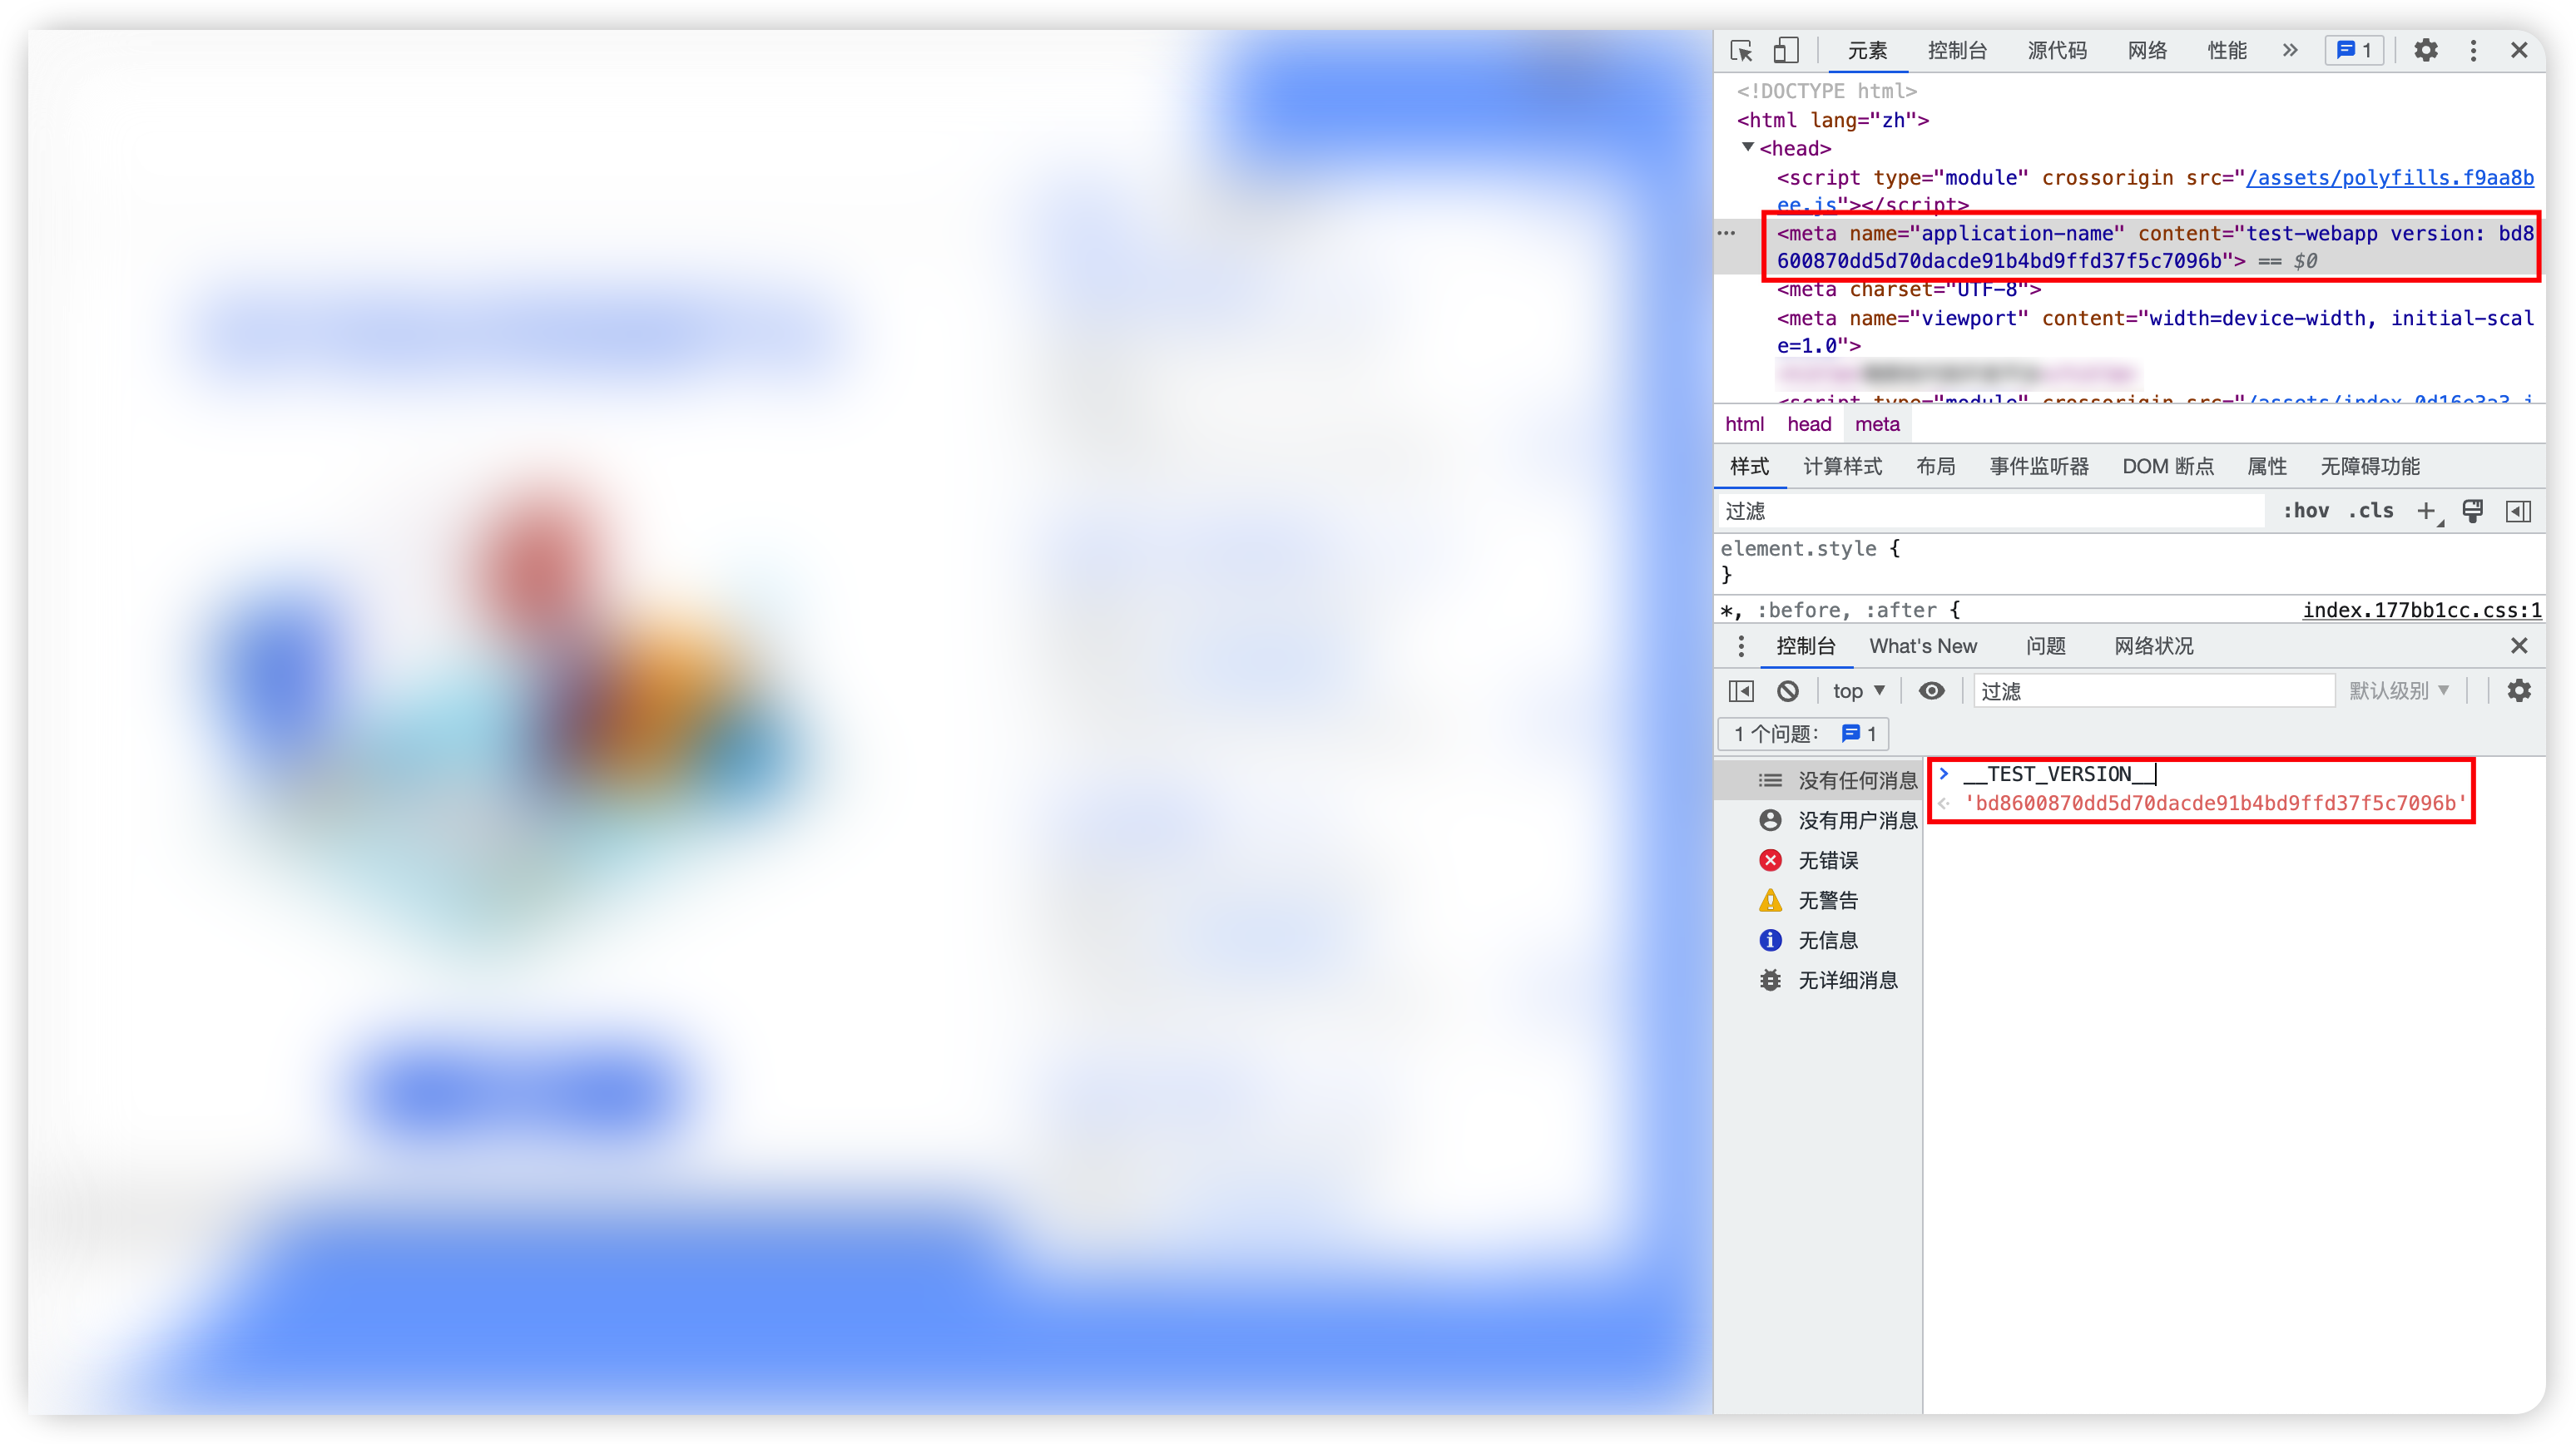 元素 控制台 源代码 网络 性能 1
<!DOCTYPE html>
<html lang="zh">
<head>
<script type="module" crossorigin src="/assets/polyfills.f9aa8b
ee.js"></script>
<meta name="application-name" content="test-webapp version: bd8
600870dd5d70dacde91b4bd9ffd37f5c7096b"> == $0
<meta charset="UTF-8">
<meta name="viewport" content="width=device-width, initial-scal
e=1.0">
<script type="module" crossorigin src="/assets/index.0d16e3a3.j
html head meta
样式 计算样式 布局 事件监听器 DOM 断点 属性 无障碍功能
过滤 :hov .cls
element.style {
}
*, :before, :after { index.177bb1cc.css:1
控制台 What's New 问题 网络状况
top 过滤 默认级别
1 个问题: 1
没有任何消息
没有用户消息
无错误
无警告
无信息
无详细消息
> __TEST_VERSION__
'bd8600870dd5d70dacde91b4bd9ffd37f5c7096b'